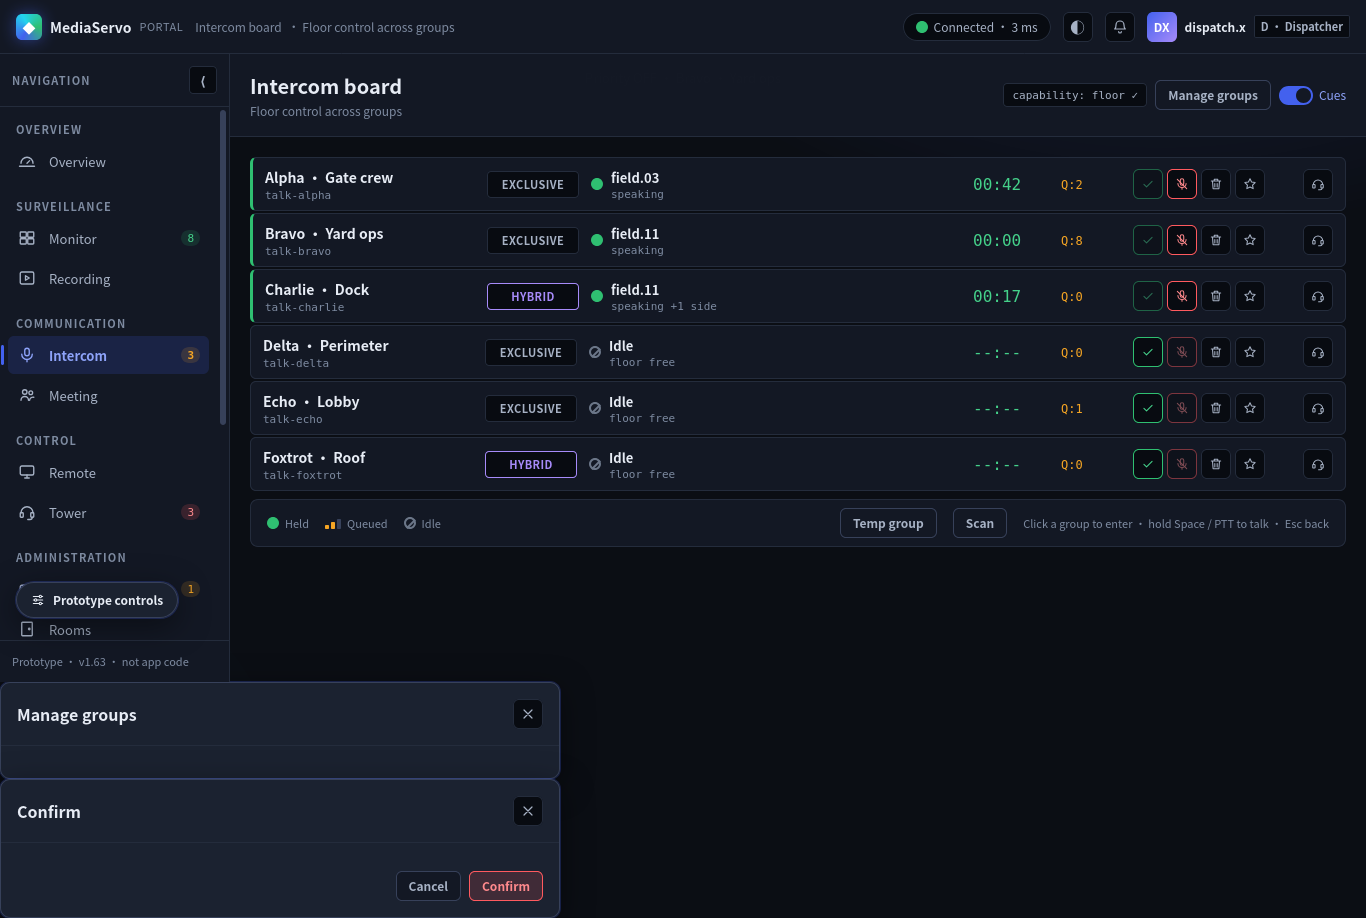 MediaServo PORTAL Intercom board • Floor control across groups
Connected • 3 ms
DX dispatch.x D • Dispatcher
NAVIGATION
OVERVIEW
Overview
SURVEILLANCE
Monitor 8
Recording
COMMUNICATION
Intercom 3
Meeting
CONTROL
Remote
Tower 3
ADMINISTRATION
1
Prototype controls
Rooms
Prototype • v1.63 • not app code
Intercom board
Floor control across groups
capability: floor ✓ Manage groups Cues
Alpha • Gate crew EXCLUSIVE field.03 00:42 Q:2
talk-alpha speaking
Bravo • Yard ops EXCLUSIVE field.11 00:00 Q:8
talk-bravo speaking
Charlie • Dock HYBRID field.11 00:17 Q:0
talk-charlie speaking +1 side
Delta • Perimeter EXCLUSIVE Idle --:-- Q:0
talk-delta floor free
Echo • Lobby EXCLUSIVE Idle --:-- Q:1
talk-echo floor free
Foxtrot • Roof HYBRID Idle --:-- Q:0
talk-foxtrot floor free
Held Queued Idle Temp group Scan Click a group to enter • hold Space / PTT to talk • Esc back
Manage groups
Confirm
Cancel Confirm